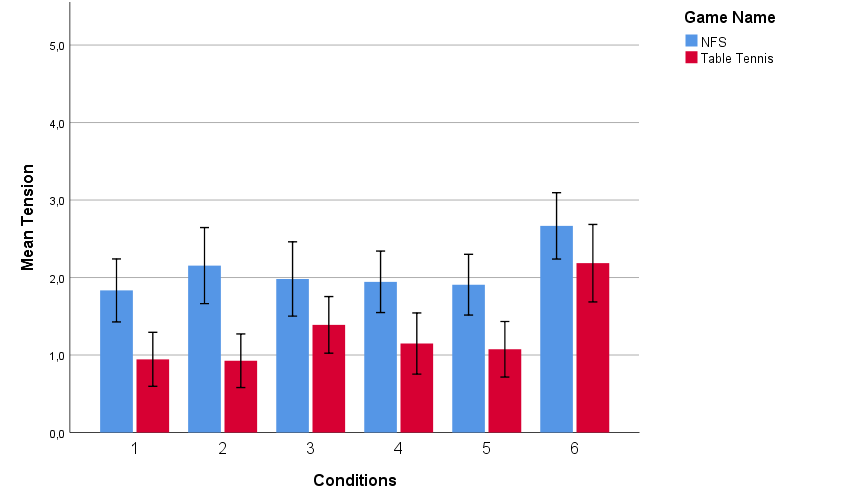 Game Name
NFS
Table Tennis
Mean Tension
5,0
4,0
3,0
2,0
1,0
0,0
1 2 3 4 5 6
Conditions